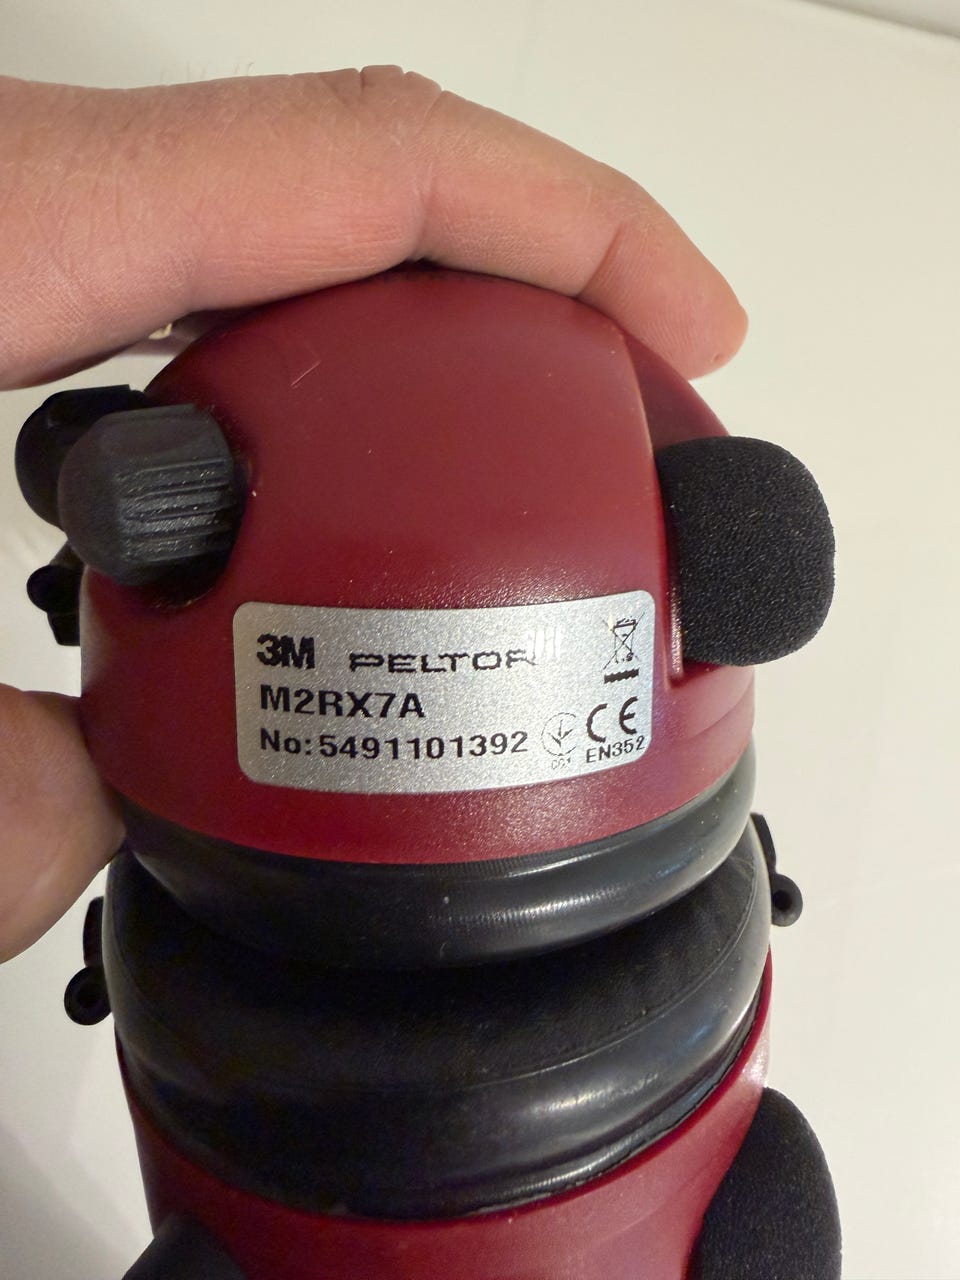 3M PELTOR
M2RX7A
No:5491101392
CE
EN352